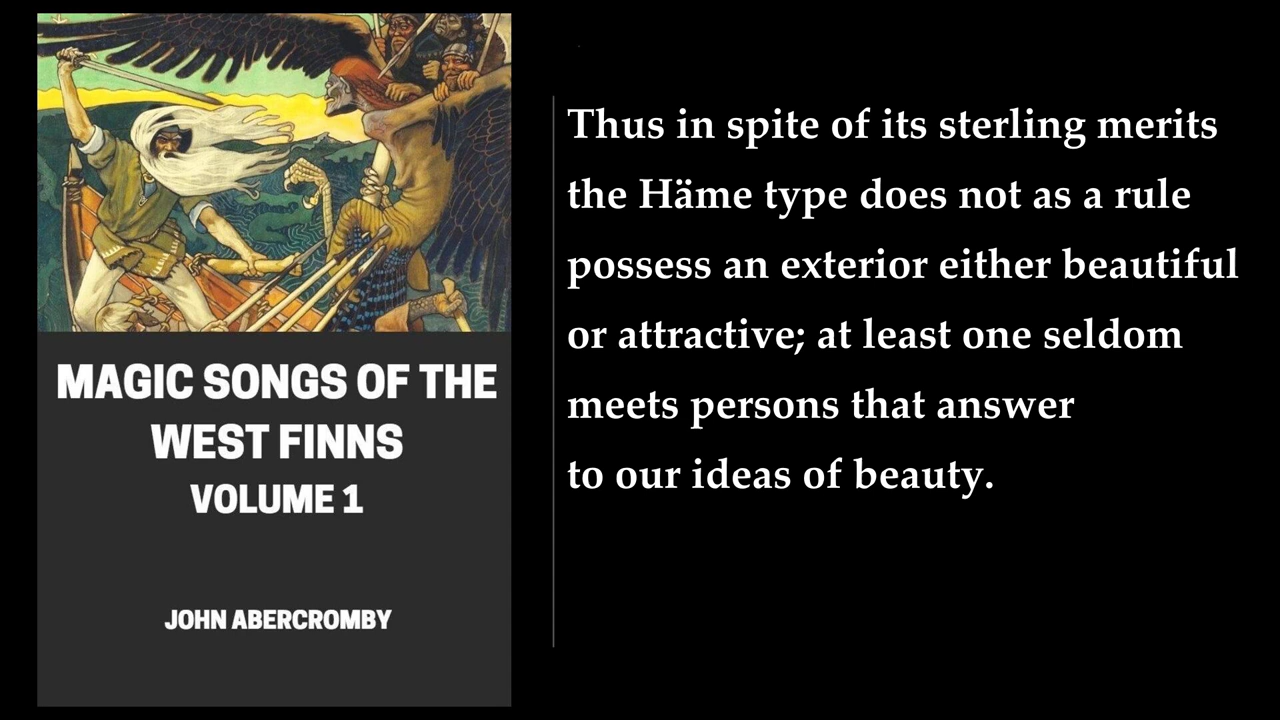 MAGIC SONGS OF THE
WEST FINNS
VOLUME 1
JOHN ABERCROMBY
Thus in spite of its sterling merits
the Häme type does not as a rule
possess an exterior either beautiful
or attractive; at least one seldom
meets persons that answer
to our ideas of beauty.